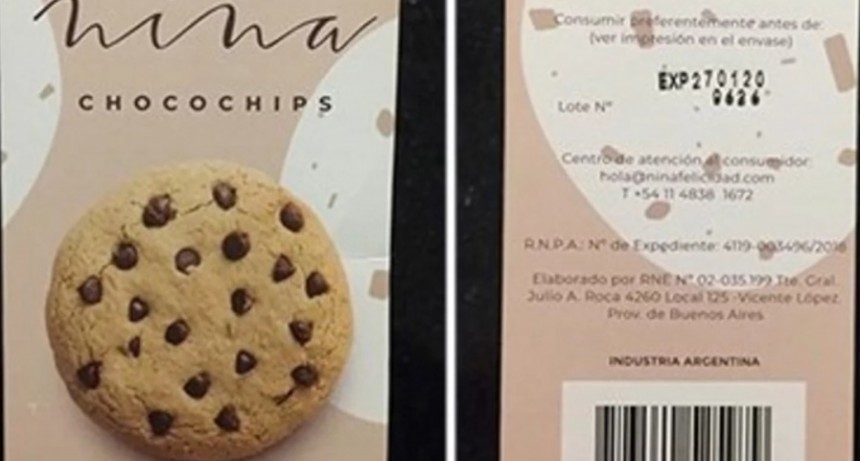 nina
CHOCOCHIPS
Consumir preferentemente antes de:
(ver impresión en el envase)
EXP270120
0626
Lote N°
Centro de atención al consumidor:
hola@ninafelicidad.com
T +54 11 4838 1672
R.N.P.A.: N° de Expediente: 4119-003496/2018
Elaborado por RNE N° 02-035.199 Tte. Gral.
Julio A. Roca 4260 Local 125 -Vicente López,
Prov. de Buenos Aires
INDUSTRIA ARGENTINA